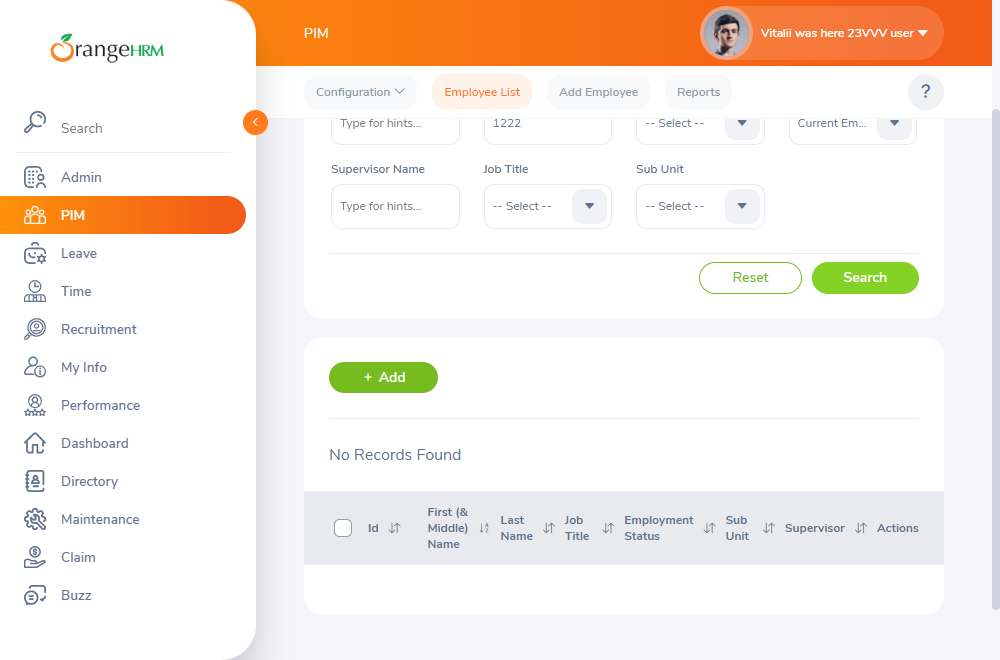 OrangeHRM
PIM
Vitalii was here 23VVV user
Configuration
Employee List
Add Employee
Reports
?
Search
Admin
PIM
Leave
Time
Recruitment
My Info
Performance
Dashboard
Directory
Maintenance
Claim
Buzz
Type for hints...
1222
-- Select --
Current Em...
Supervisor Name
Job Title
Sub Unit
Type for hints...
-- Select --
-- Select --
Reset
Search
+ Add
No Records Found
Id
First (& Middle) Name
Last Name
Job Title
Employment Status
Sub Unit
Supervisor
Actions